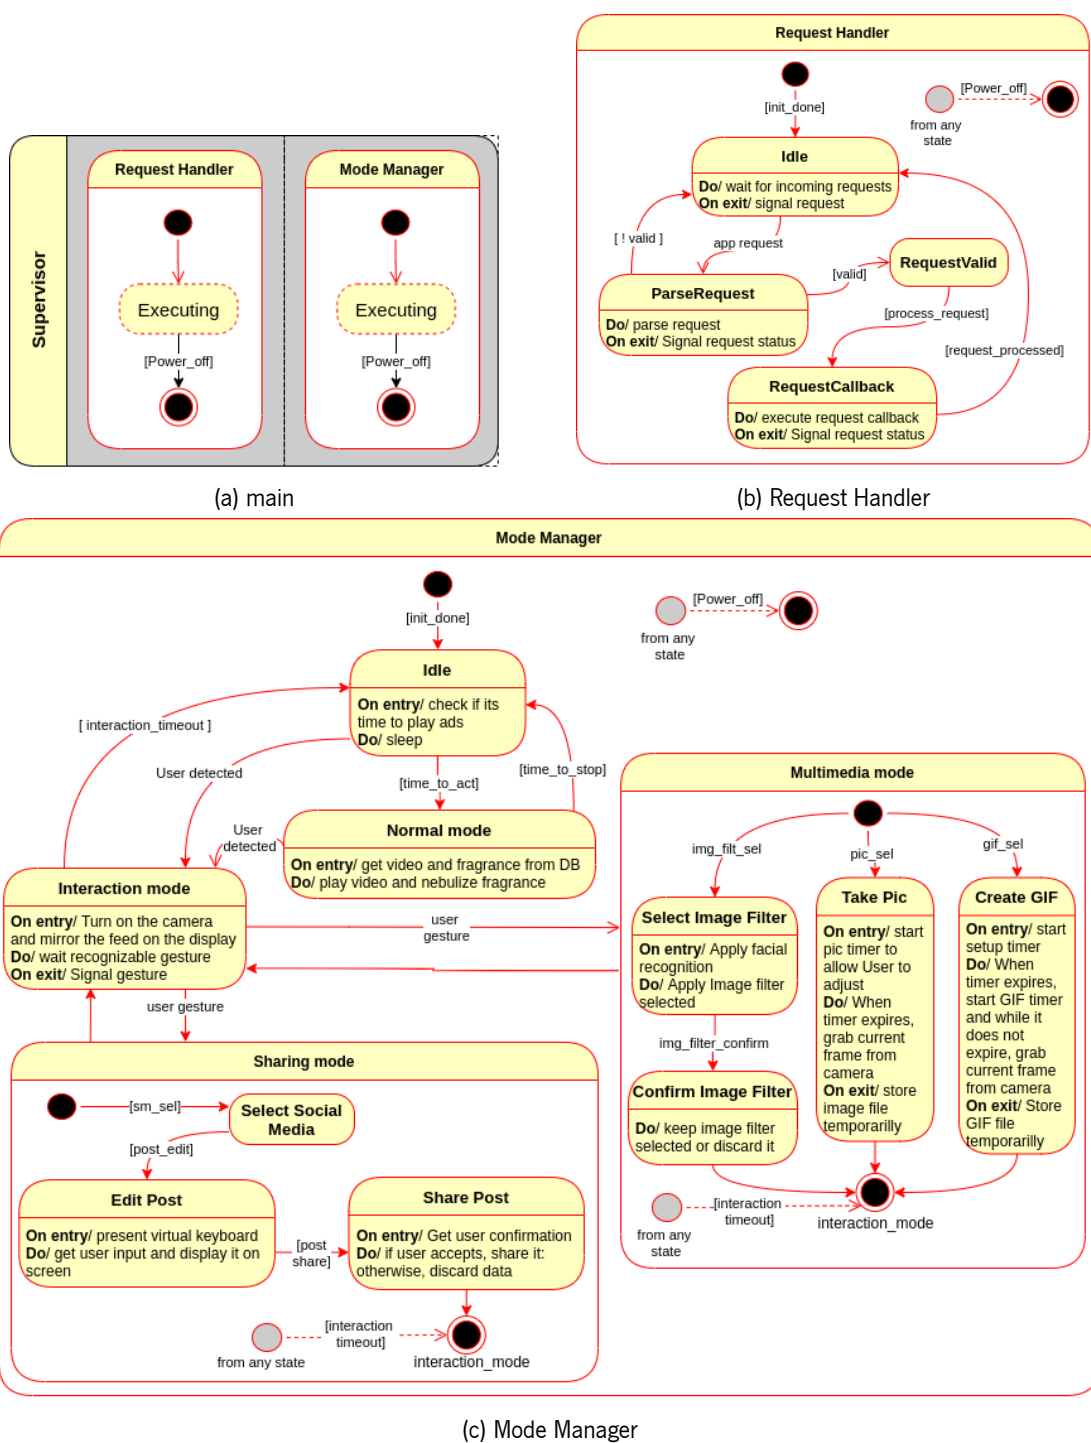 Supervisor
Request Handler
Executing
[Power_off]
Mode Manager
Executing
[Power_off]
(a) main
Request Handler
[init_done]
[Power_off]
from any
state
Idle
Do/ wait for incoming requests
On exit/ signal request
[ ! valid ]
app request
[valid]
RequestValid
ParseRequest
Do/ parse request
On exit/ Signal request status
[process_request]
[request_processed]
RequestCallback
Do/ execute request callback
On exit/ Signal request status
(b) Request Handler
Mode Manager
[init_done]
[Power_off]
from any
state
Idle
On entry/ check if its
time to play ads
Do/ sleep
[ interaction_timeout ]
User detected
[time_to_act]
[time_to_stop]
User
detected
Normal mode
On entry/ get video and fragrance from DB
Do/ play video and nebulize fragrance
Interaction mode
On entry/ Turn on the camera
and mirror the feed on the display
Do/ wait recognizable gesture
On exit/ Signal gesture
user
gesture
user gesture
Sharing mode
[sm_sel]
Select Social
Media
[post_edit]
Edit Post
On entry/ present virtual keyboard
Do/ get user input and display it on
screen
[post
share]
Share Post
On entry/ Get user confirmation
Do/ if user accepts, share it:
otherwise, discard data
[interaction
timeout]
from any state
interaction_mode
Multimedia mode
img_filt_sel
pic_sel
gif_sel
Select Image Filter
On entry/ Apply facial
recognition
Do/ Apply Image filter
selected
img_filter_confirm
Confirm Image Filter
Do/ keep image filter
selected or discard it
Take Pic
On entry/ start
pic timer to
allow User to
adjust
Do/ When
timer expires,
grab current
frame from
camera
On exit/ store
image file
temporarilly
Create GIF
On entry/ start
setup timer
Do/ When
timer expires,
start GIF timer
and while it
does not
expire, grab
current frame
from camera
On exit/ Store
GIF file
temporarilly
[interaction
timeout]
from any
state
interaction_mode
(c) Mode Manager